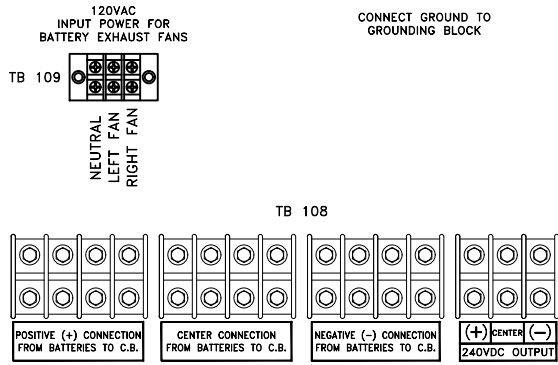 120VAC
INPUT POWER FOR
BATTERY EXHAUST FANS
CONNECT GROUND TO
GROUNDING BLOCK
TB 109
NEUTRAL
LEFT FAN
RIGHT FAN
TB 108
POSITIVE (+) CONNECTION
FROM BATTERIES TO C.B.
CENTER CONNECTION
FROM BATTERIES TO C.B.
NEGATIVE (-) CONNECTION
FROM BATTERIES TO C.B.
(+) CENTER (-)
240VDC OUTPUT